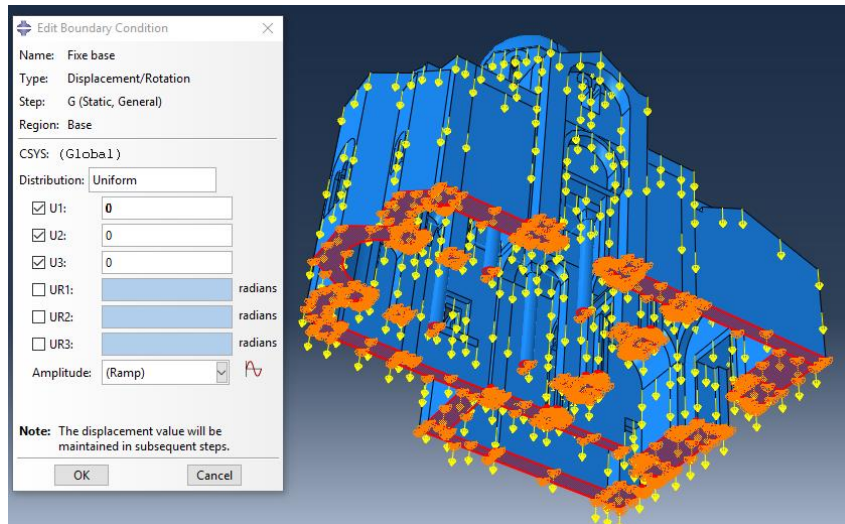 Edit Boundary Condition
Name: Fixe base
Type: Displacement/Rotation
Step: G (Static, General)
Region: Base
CSYS: (Global)
Distribution: Uniform
U1: 0
U2: 0
U3: 0
UR1: radians
UR2: radians
UR3: radians
Amplitude: (Ramp)
Note: The displacement value will be
maintained in subsequent steps.
OK Cancel